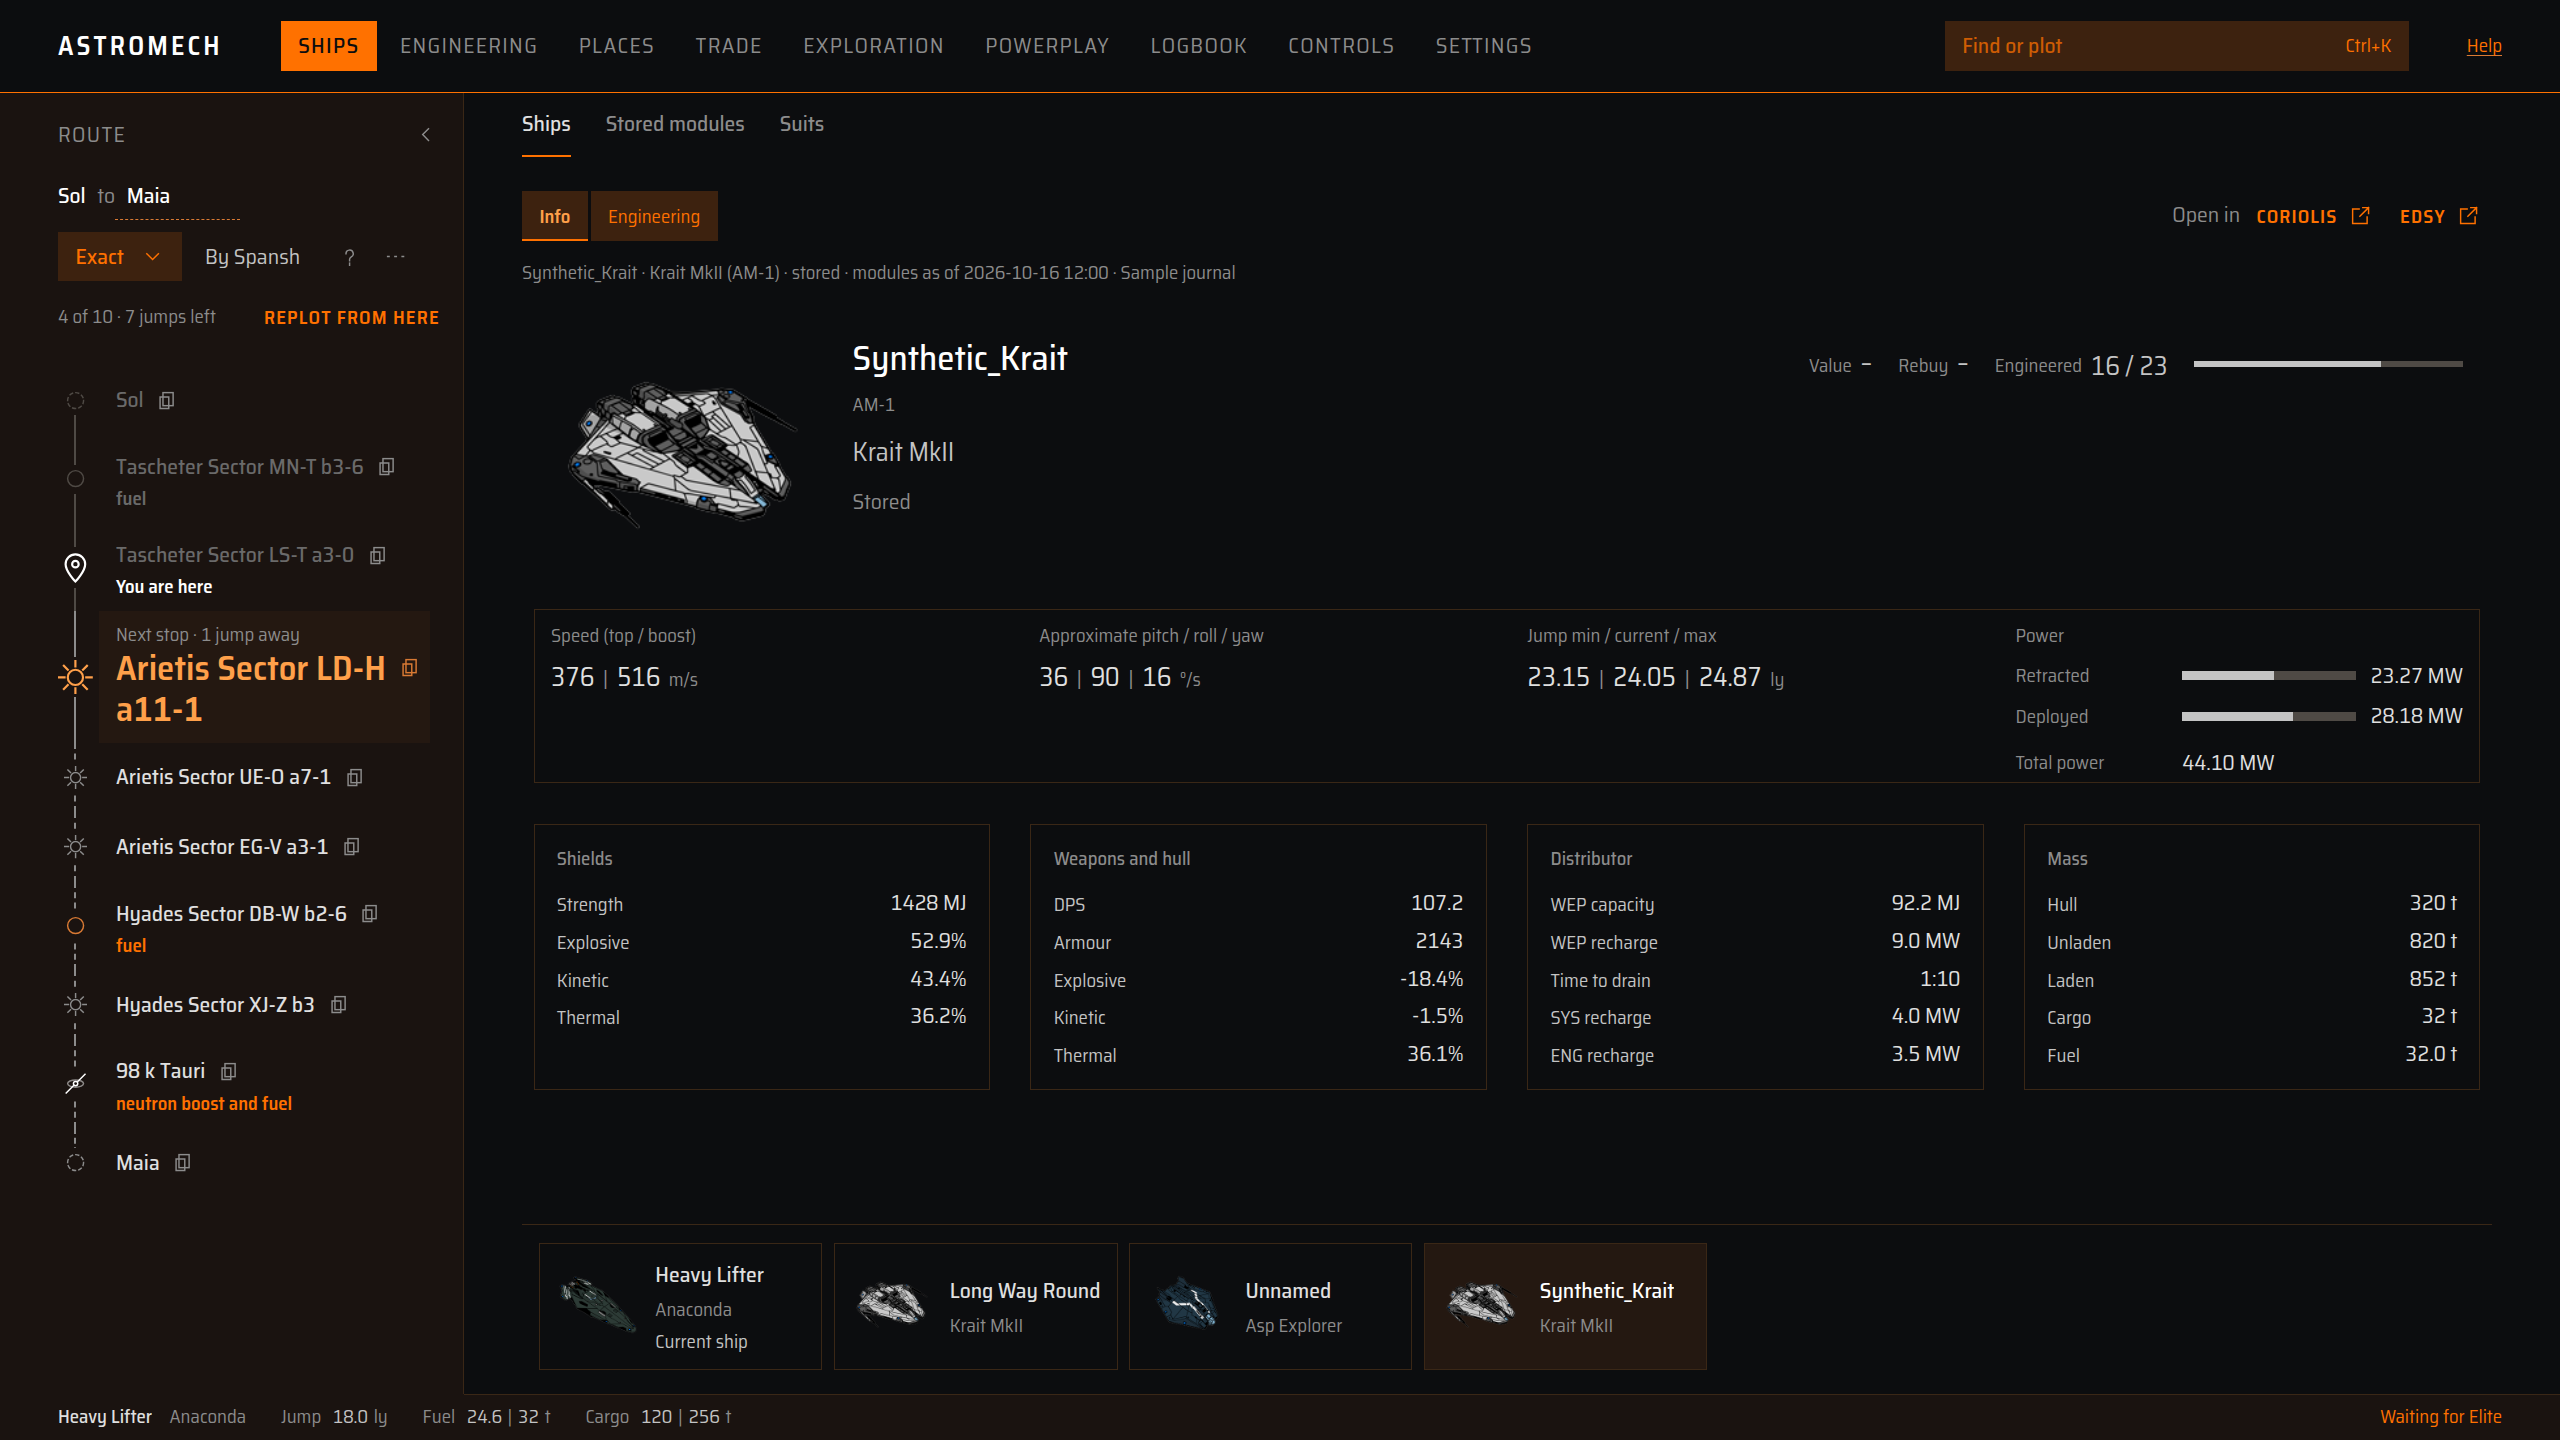 ASTROMECH
SHIPS ENGINEERING PLACES TRADE EXPLORATION POWERPLAY LOGBOOK CONTROLS SETTINGS
Find or plot Ctrl+K
Help
ROUTE
Sol to Maia
Exact By Spansh ? ...
4 of 10 · 7 jumps left REPLOT FROM HERE
Sol
Tascheter Sector MN-T b3-6
fuel
Tascheter Sector LS-T a3-0
You are here
Next stop · 1 jump away
Arietis Sector LD-H
a11-1
Arietis Sector UE-O a7-1
Arietis Sector EG-V a3-1
Hyades Sector DB-W b2-6
fuel
Hyades Sector XJ-Z b3
98 k Tauri
neutron boost and fuel
Maia
Ships Stored modules Suits
Info Engineering
Open in CORIOLIS EDSY
Synthetic_Krait · Krait MkII (AM-1) · stored · modules as of 2026-10-16 12:00 · Sample journal
Synthetic_Krait
AM-1
Krait MkII
Stored
Value – Rebuy – Engineered 16 / 23
Speed (top / boost)
376 | 516 m/s
Approximate pitch / roll / yaw
36 | 90 | 16 °/s
Jump min / current / max
23.15 | 24.05 | 24.87 ly
Power
Retracted 23.27 MW
Deployed 28.18 MW
Total power 44.10 MW
Shields
Strength 1428 MJ
Explosive 52.9%
Kinetic 43.4%
Thermal 36.2%
Weapons and hull
DPS 107.2
Armour 2143
Explosive -18.4%
Kinetic -1.5%
Thermal 36.1%
Distributor
WEP capacity 92.2 MJ
WEP recharge 9.0 MW
Time to drain 1:10
SYS recharge 4.0 MW
ENG recharge 3.5 MW
Mass
Hull 320 t
Unladen 820 t
Laden 852 t
Cargo 32 t
Fuel 32.0 t
Heavy Lifter
Anaconda
Current ship
Long Way Round
Krait MkII
Unnamed
Asp Explorer
Synthetic_Krait
Krait MkII
Heavy Lifter Anaconda Jump 18.0 ly Fuel 24.6 | 32 t Cargo 120 | 256 t
Waiting for Elite